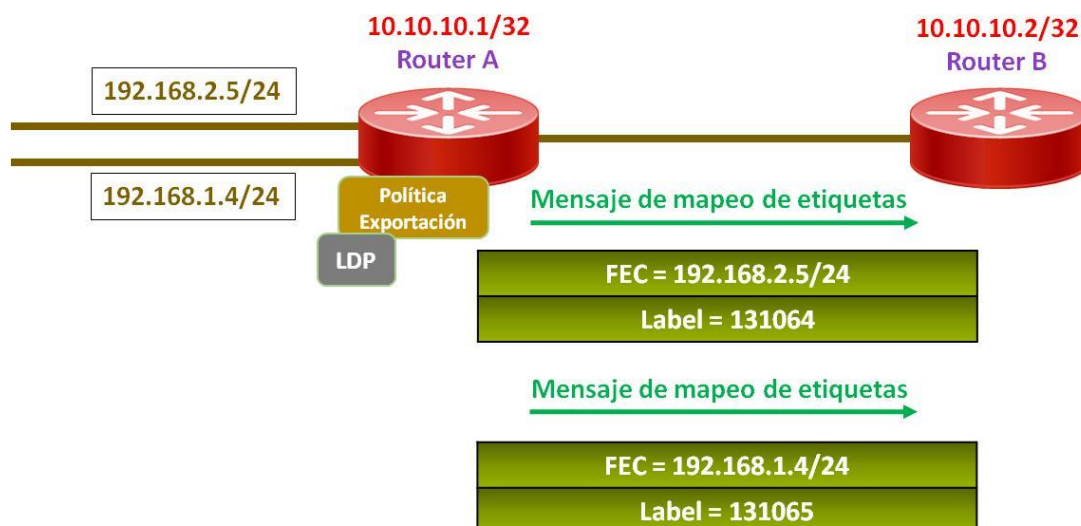 10.10.10.1/32
Router A
10.10.10.2/32
Router B
192.168.2.5/24
192.168.1.4/24
Política
Exportación
LDP
Mensaje de mapeo de etiquetas
FEC = 192.168.2.5/24
Label = 131064
Mensaje de mapeo de etiquetas
FEC = 192.168.1.4/24
Label = 131065